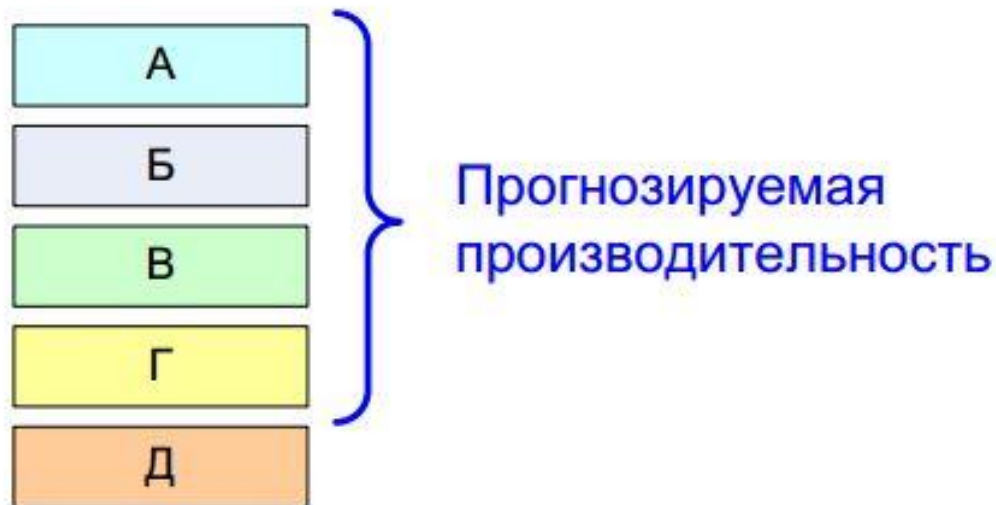 А
Б
В
Г
Д
Прогнозируемая
производительность